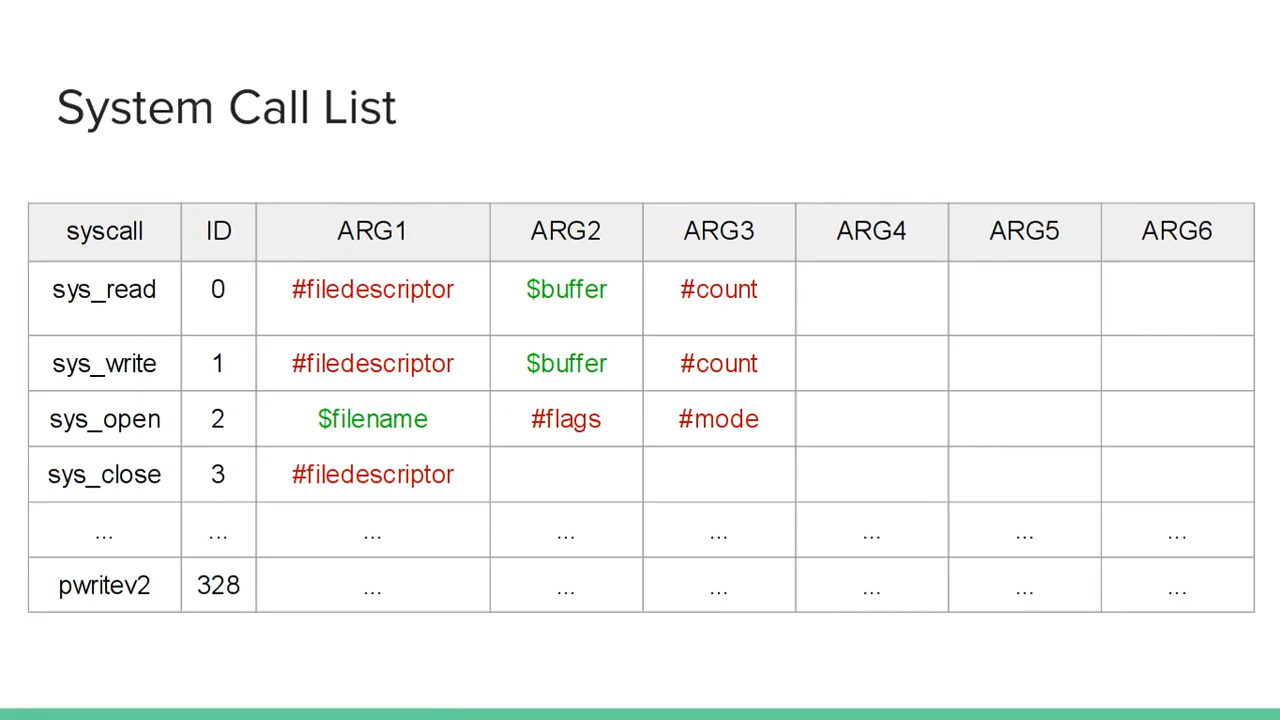 System Call List
syscall ID ARG1 ARG2 ARG3 ARG4 ARG5 ARG6
sys_read 0 #filedescriptor $buffer #count
sys_write 1 #filedescriptor $buffer #count
sys_open 2 $filename #flags #mode
sys_close 3 #filedescriptor
... ... ... ... ... ... ... ...
pwritev2 328 ... ... ... ... ... ...